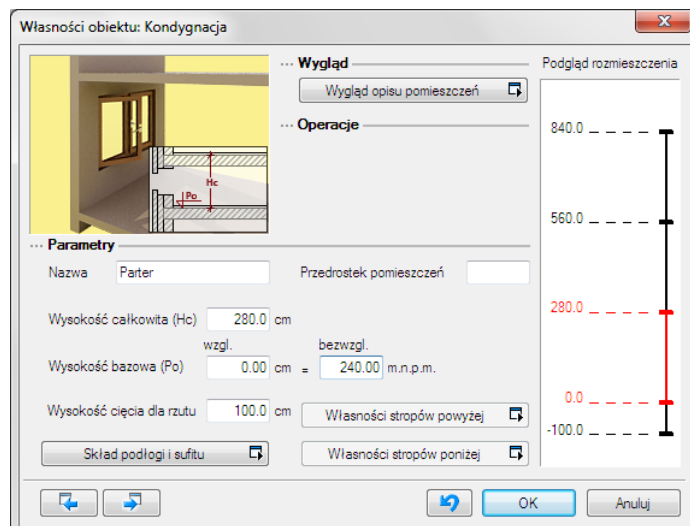 Własności obiektu: Kondygnacja
Wygląd
Wygląd opisu pomieszczeń
Operacje
Hc
Po
Parametry
Nazwa Parter Przedrostek pomieszczeń
Wysokość całkowita (Hc) 280.0 cm
wzgl. bezwzgl.
Wysokość bazowa (Po) 0.00 cm = 240.00 m.n.p.m.
Wysokość cięcia dla rzutu 100.0 cm Własności stropów powyżej
Skład podłogi i sufitu Własności stropów poniżej
Podgląd rozmieszczenia
840.0
560.0
280.0
0.0
-100.0
OK Anuluj